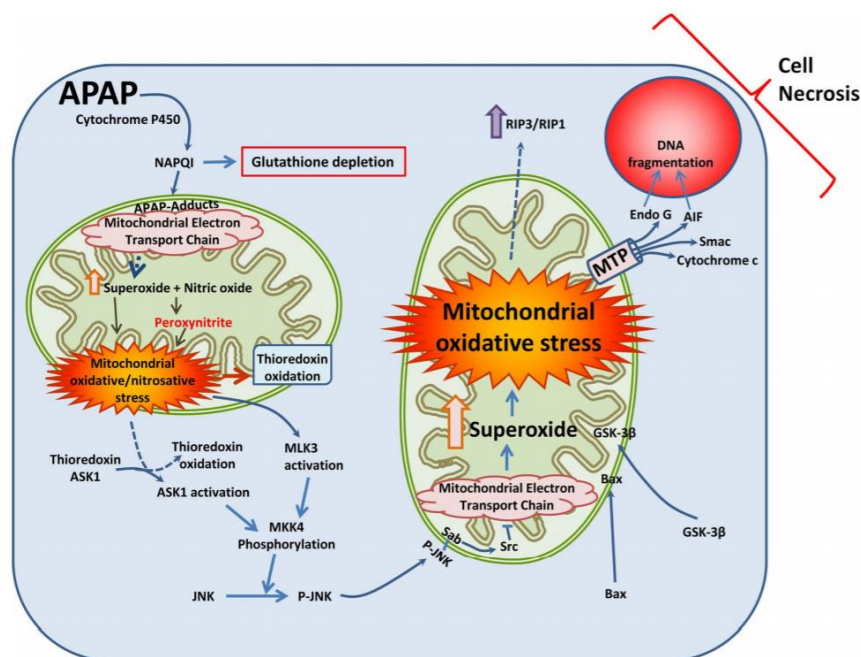 Cell
Necrosis
APAP
Cytochrome P450
NAPQI
Glutathione depletion
APAP-Adducts
Mitochondrial Electron
Transport Chain
Superoxide + Nitric oxide
Peroxynitrite
Mitochondrial
oxidative/nitrosative
stress
Thioredoxin
oxidation
Thioredoxin
ASK1
Thioredoxin
oxidation
ASK1 activation
MLK3
activation
MKK4
Phosphorylation
JNK
P-JNK
RIP3/RIP1
DNA
fragmentation
Endo G
AIF
Smac
Cytochrome c
MTP
Mitochondrial
oxidative stress
Superoxide
GSK-3β
Bax
Mitochondrial Electron
Transport Chain
Sab
P-JNK
Src
GSK-3β
Bax